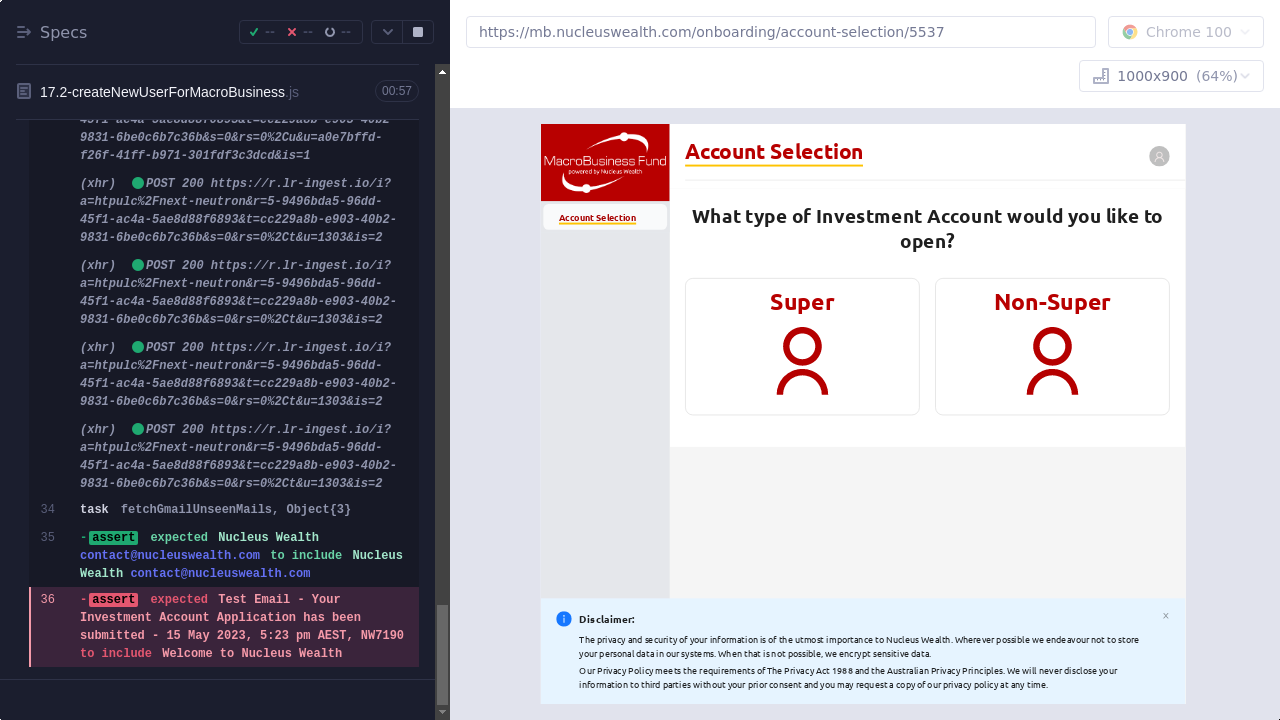 Specs
--
--
--
https://mb.nucleuswealth.com/onboarding/account-selection/5537
Chrome 100
1000x900 (64%)
17.2-createNewUserForMacroBusiness.js
00:57
9831-6be0c6b7c36b&s=0&rs=0%2Cu&u=a0e7bffd-
f26f-41ff-b971-301fdf3c3dcd&is=1
(xhr) POST 200 https://r.lr-ingest.io/i?
a=htpulc%2Fnext-neutron&r=5-9496bda5-96dd-
45f1-ac4a-5ae8d88f6893&t=cc229a8b-e903-40b2-
9831-6be0c6b7c36b&s=0&rs=0%2Ct&u=1303&is=2
(xhr) POST 200 https://r.lr-ingest.io/i?
a=htpulc%2Fnext-neutron&r=5-9496bda5-96dd-
45f1-ac4a-5ae8d88f6893&t=cc229a8b-e903-40b2-
9831-6be0c6b7c36b&s=0&rs=0%2Ct&u=1303&is=2
(xhr) POST 200 https://r.lr-ingest.io/i?
a=htpulc%2Fnext-neutron&r=5-9496bda5-96dd-
45f1-ac4a-5ae8d88f6893&t=cc229a8b-e903-40b2-
9831-6be0c6b7c36b&s=0&rs=0%2Ct&u=1303&is=2
(xhr) POST 200 https://r.lr-ingest.io/i?
a=htpulc%2Fnext-neutron&r=5-9496bda5-96dd-
45f1-ac4a-5ae8d88f6893&t=cc229a8b-e903-40b2-
9831-6be0c6b7c36b&s=0&rs=0%2Ct&u=1303&is=2
34 task fetchGmailUnseenMails, Object{3}
35 -assert expected Nucleus Wealth
contact@nucleuswealth.com to include Nucleus
Wealth contact@nucleuswealth.com
36 -assert expected Test Email - Your
Investment Account Application has been
submitted - 15 May 2023, 5:23 pm AEST, NW7190
to include Welcome to Nucleus Wealth
MacroBusiness Fund
powered by Nucleus Wealth
Account Selection
Account Selection
What type of Investment Account would you like to
open?
Super
Non-Super
Disclaimer:
×
The privacy and security of your information is of the utmost importance to Nucleus Wealth. Wherever possible we endeavour not to store
your personal data in our systems. When that is not possible, we encrypt sensitive data.
Our Privacy Policy meets the requirements of The Privacy Act 1988 and the Australian Privacy Principles. We will never disclose your
information to third parties without your prior consent and you may request a copy of our privacy policy at any time.